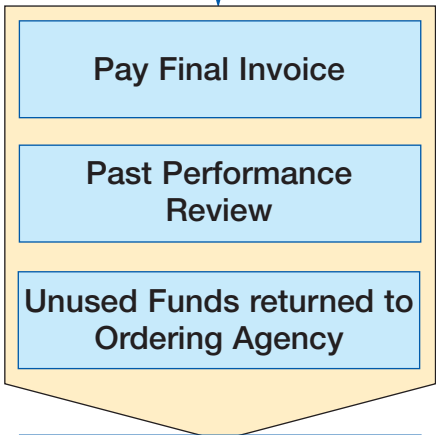 Pay Final Invoice
Past Performance
Review
Unused Funds returned to
Ordering Agency